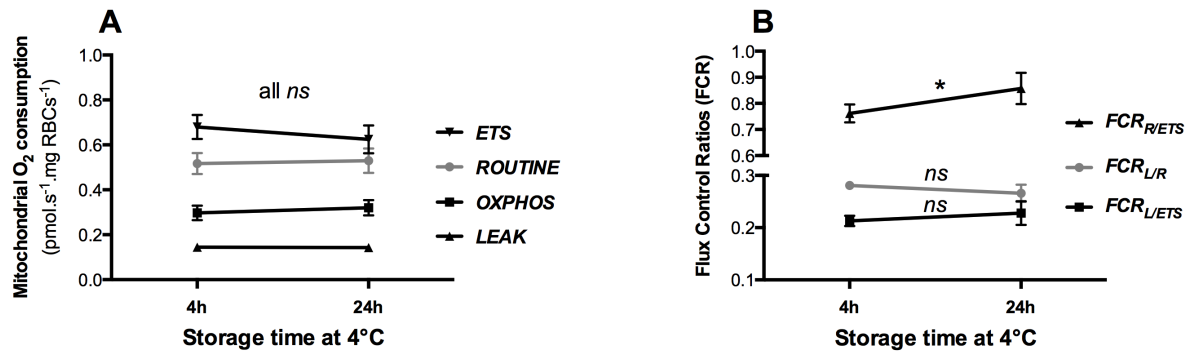 A
Mitochondrial O₂ consumption
(pmol.s⁻¹.mg RBCs⁻¹)
1.0
0.8
0.6
0.4
0.2
0.0
all ns
4h
24h
Storage time at 4°C
ETS
ROUTINE
OXPHOS
LEAK
B
Flux Control Ratios (FCR)
1.0
0.9
0.8
0.7
0.6
0.3
0.2
0.1
*
ns
ns
4h
24h
Storage time at 4°C
FCR R/ETS
FCR L/R
FCR L/ETS